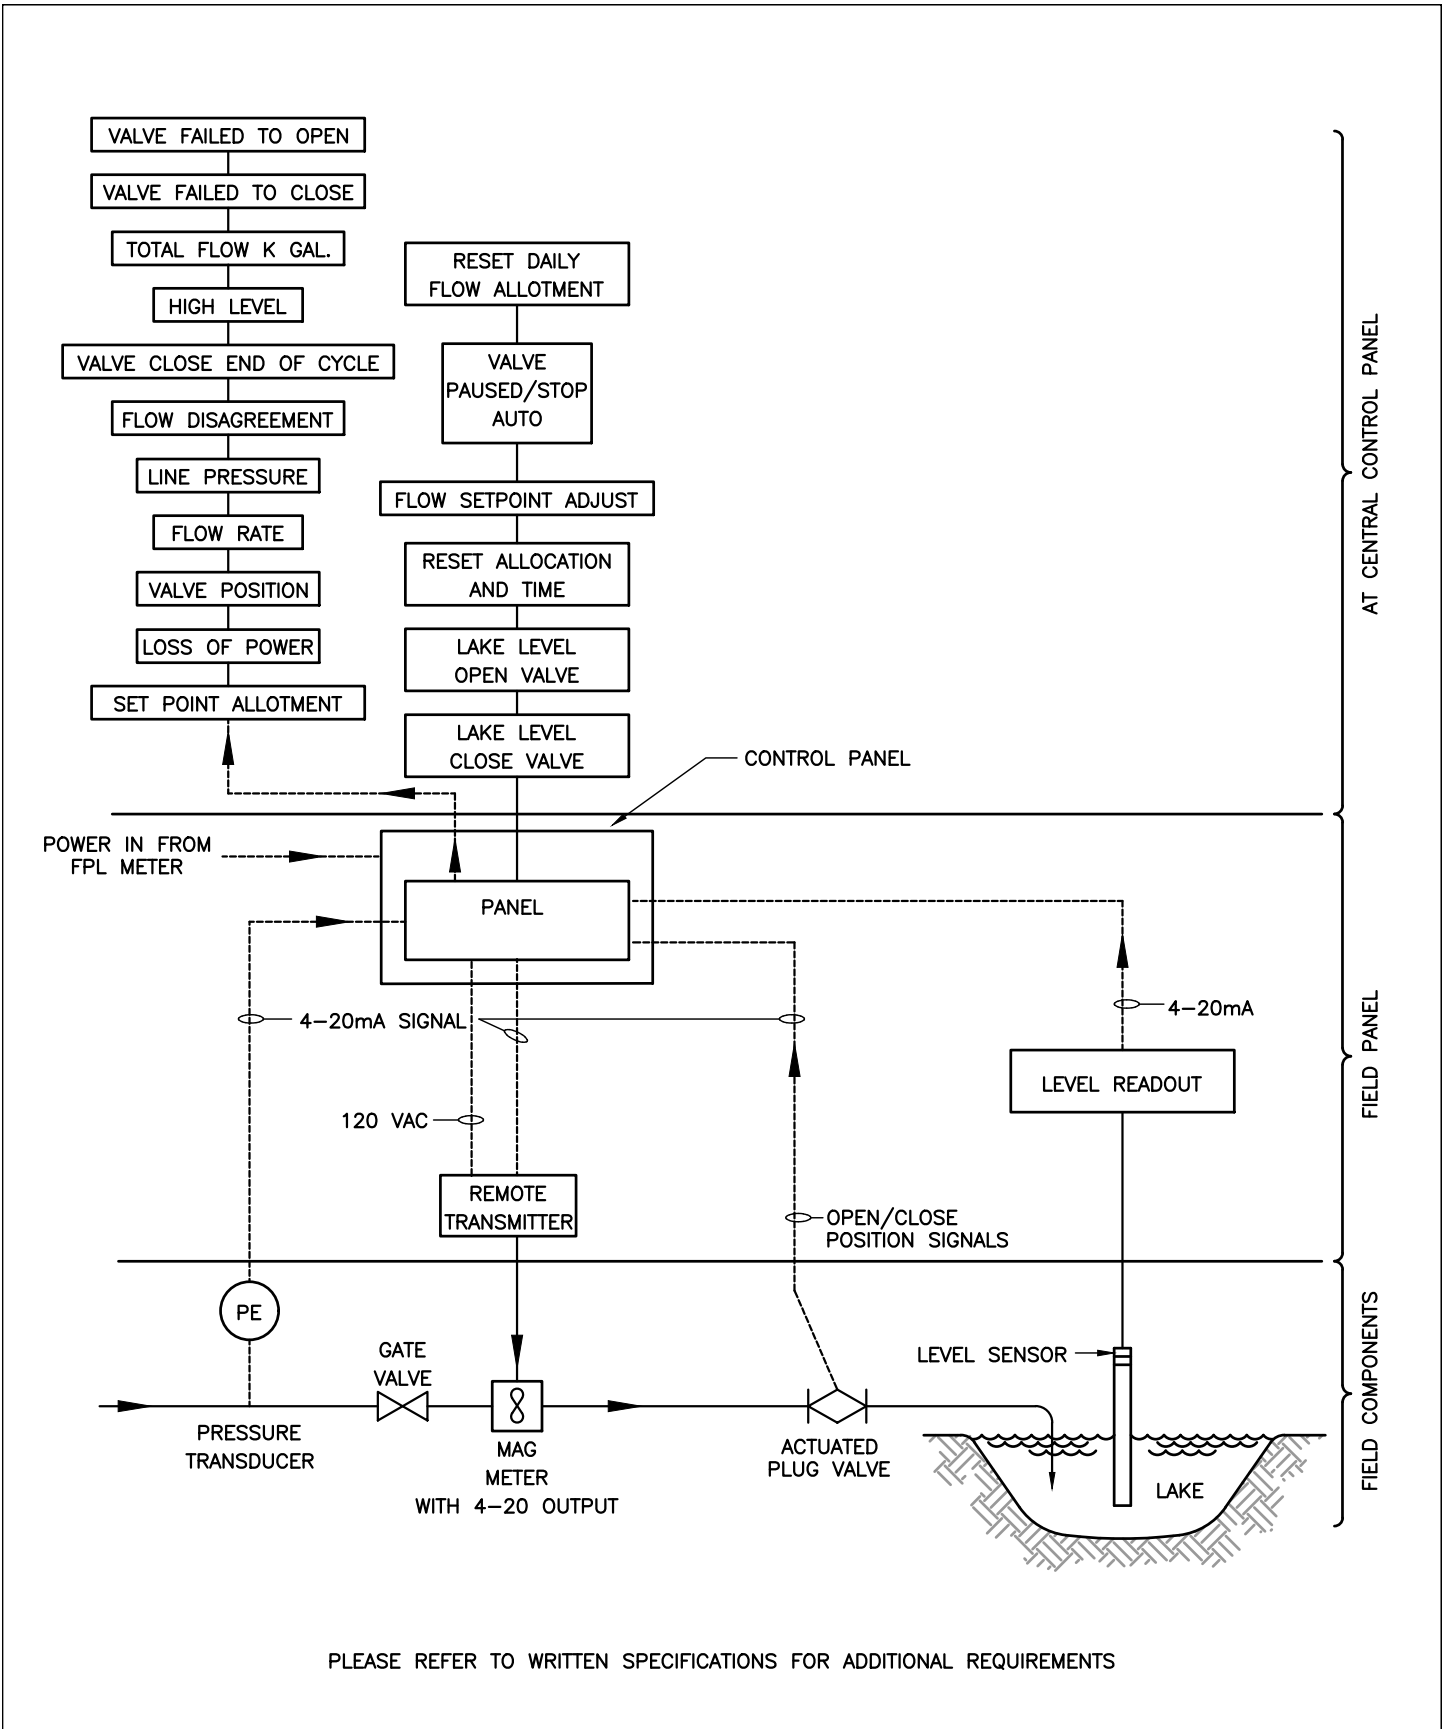 VALVE FAILED TO OPEN
VALVE FAILED TO CLOSE
TOTAL FLOW K GAL.
HIGH LEVEL
VALVE CLOSE END OF CYCLE
FLOW DISAGREEMENT
LINE PRESSURE
FLOW RATE
VALVE POSITION
LOSS OF POWER
SET POINT ALLOTMENT
RESET DAILY
FLOW ALLOTMENT
VALVE
PAUSED/STOP
AUTO
FLOW SETPOINT ADJUST
RESET ALLOCATION
AND TIME
LAKE LEVEL
OPEN VALVE
LAKE LEVEL
CLOSE VALVE
CONTROL PANEL
AT CENTRAL CONTROL PANEL
POWER IN FROM
FPL METER
PANEL
4-20mA SIGNAL
4-20mA
LEVEL READOUT
120 VAC
REMOTE
TRANSMITTER
OPEN/CLOSE
POSITION SIGNALS
FIELD PANEL
PE
GATE
VALVE
LEVEL SENSOR
PRESSURE
TRANSDUCER
MAG
METER
WITH 4-20 OUTPUT
ACTUATED
PLUG VALVE
LAKE
FIELD COMPONENTS
PLEASE REFER TO WRITTEN SPECIFICATIONS FOR ADDITIONAL REQUIREMENTS